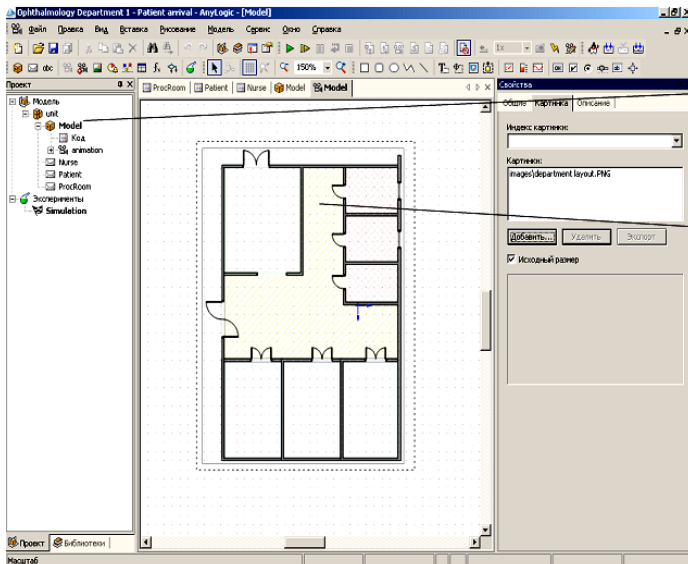 Ophthalmology Department 1 - Patient arrival - AnyLogic - [Model]
Файл Правка Вид Вставка Рисование Модель Сервис Окно Справка
1x
abc 150%
Проект
ProcRoom Patient Nurse Model Model
Свойства
Модель
unit
Model
Код
animation
Nurse
Patient
ProcRoom
Эксперименты
Simulation
Общие Картинка Описание
Индекс картинки:
Картинки:
images\department layout.PNG
Добавить... Удалить Экспорт
Исходный размер
Проект Библиотеки
Масштаб